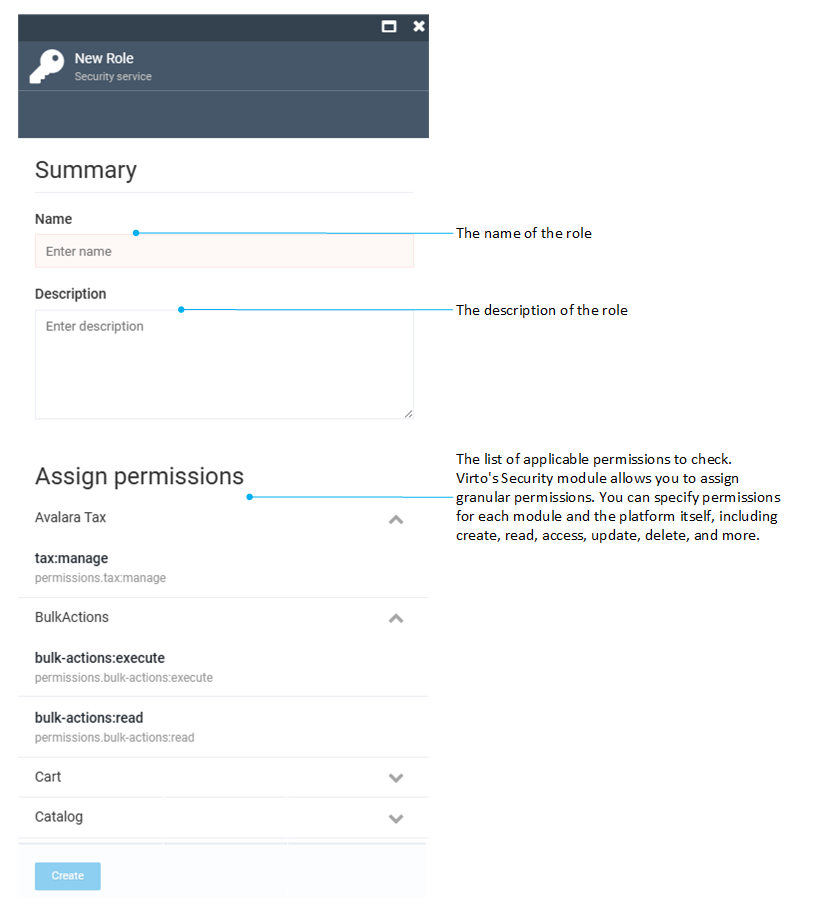 New Role
Security service
Summary
Name
The name of the role
Enter name
Description
The description of the role
Enter description
Assign permissions
The list of applicable permissions to check.
Virto's Security module allows you to assign
granular permissions. You can specify permissions
for each module and the platform itself, including
create, read, access, update, delete, and more.
Avalara Tax
tax:manage
permissions.tax:manage
BulkActions
bulk-actions:execute
permissions.bulk-actions:execute
bulk-actions:read
permissions.bulk-actions:read
Cart
Catalog
Create